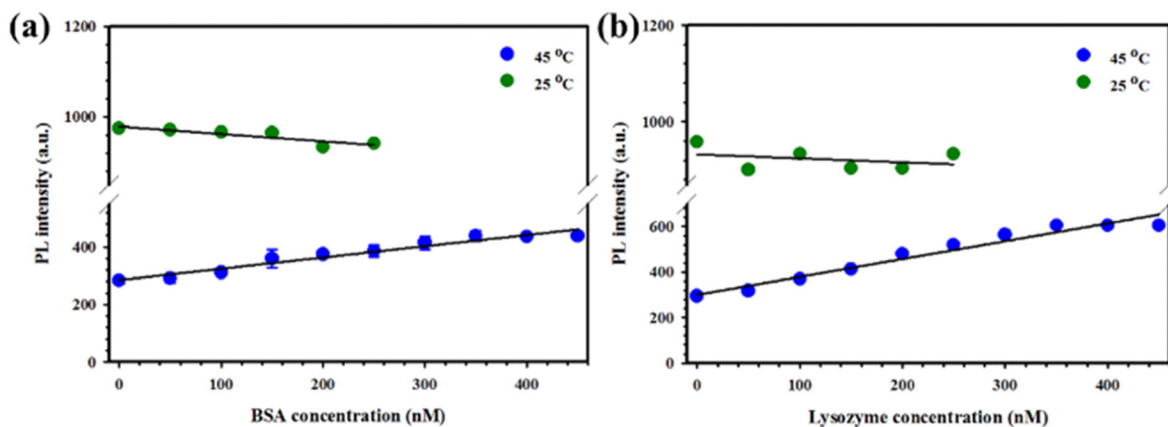 (a)
1200
1000
400
200
0
PL intensity (a.u.)
45 °C
25 °C
0 100 200 300 400
BSA concentration (nM)
(b)
1200
1000
600
400
200
0
PL intensity (a.u.)
45 °C
25 °C
0 100 200 300 400
Lysozyme concentration (nM)